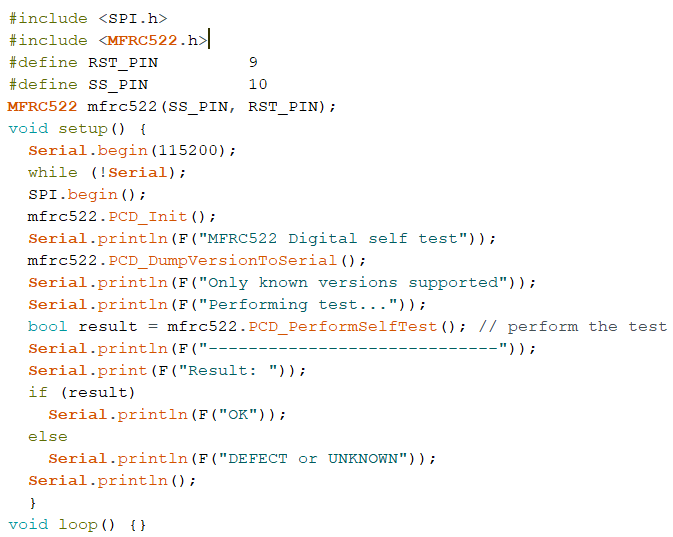 #include <SPI.h>
#include <MFRC522.h>
#define RST_PIN         9
#define SS_PIN          10
MFRC522 mfrc522(SS_PIN, RST_PIN);
void setup() {
  Serial.begin(115200);
  while (!Serial);
  SPI.begin();
  mfrc522.PCD_Init();
  Serial.println(F("MFRC522 Digital self test"));
  mfrc522.PCD_DumpVersionToSerial();
  Serial.println(F("Only known versions supported"));
  Serial.println(F("Performing test..."));
  bool result = mfrc522.PCD_PerformSelfTest(); // perform the test
  Serial.println(F("-----------------------------"));
  Serial.print(F("Result: "));
  if (result)
    Serial.println(F("OK"));
  else
    Serial.println(F("DEFECT or UNKNOWN"));
  Serial.println();
  }
void loop() {}